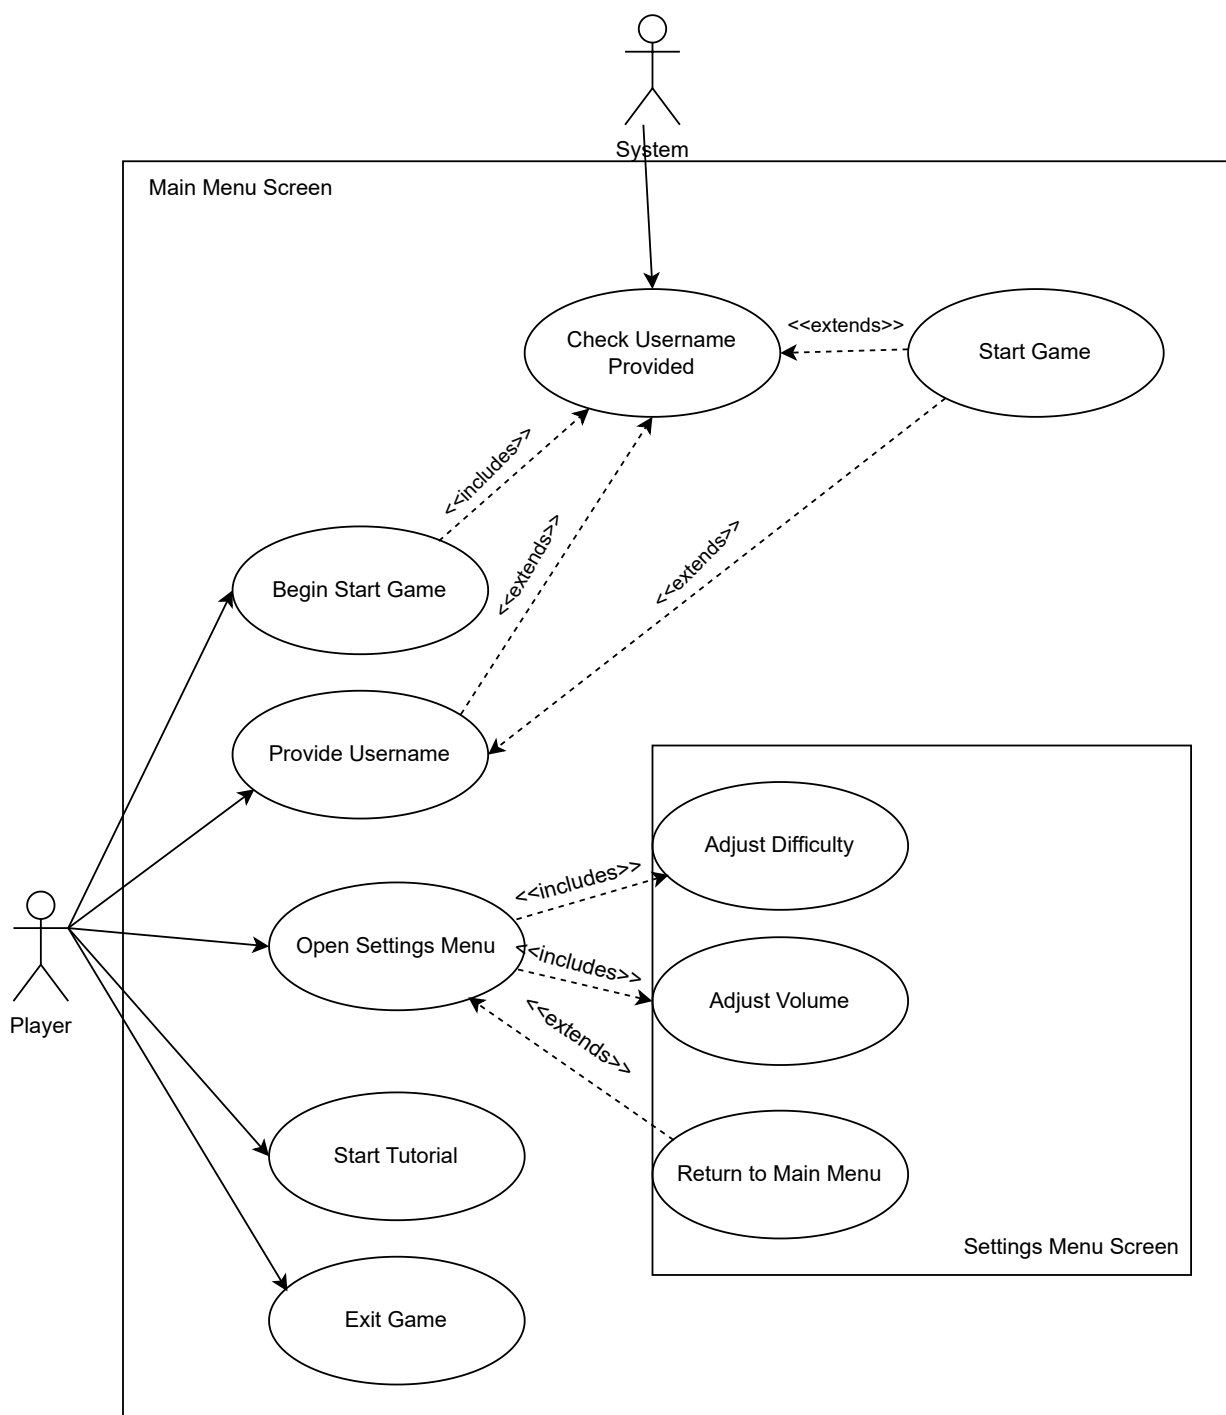 System
Main Menu Screen
Check Username
Provided
<<extends>>
Start Game
<<includes>>
Begin Start Game
<<extends>>
<<extends>>
Provide Username
Adjust Difficulty
<<includes>>
Open Settings Menu
<<includes>>
Adjust Volume
Player
<<extends>>
Start Tutorial
Return to Main Menu
Settings Menu Screen
Exit Game